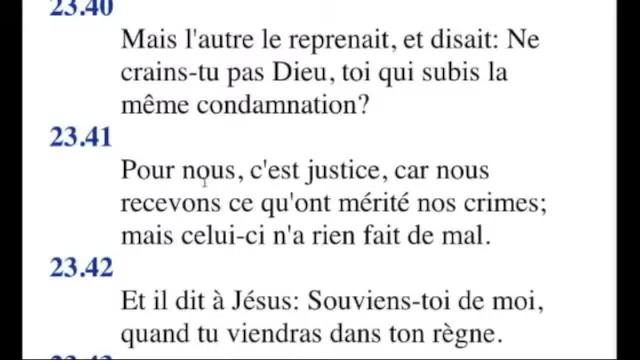 23.40
Mais l'autre le reprenait, et disait: Ne
crains-tu pas Dieu, toi qui subis la
même condamnation?
23.41
Pour nous, c'est justice, car nous
recevons ce qu'ont mérité nos crimes;
mais celui-ci n'a rien fait de mal.
23.42
Et il dit à Jésus: Souviens-toi de moi,
quand tu viendras dans ton règne.